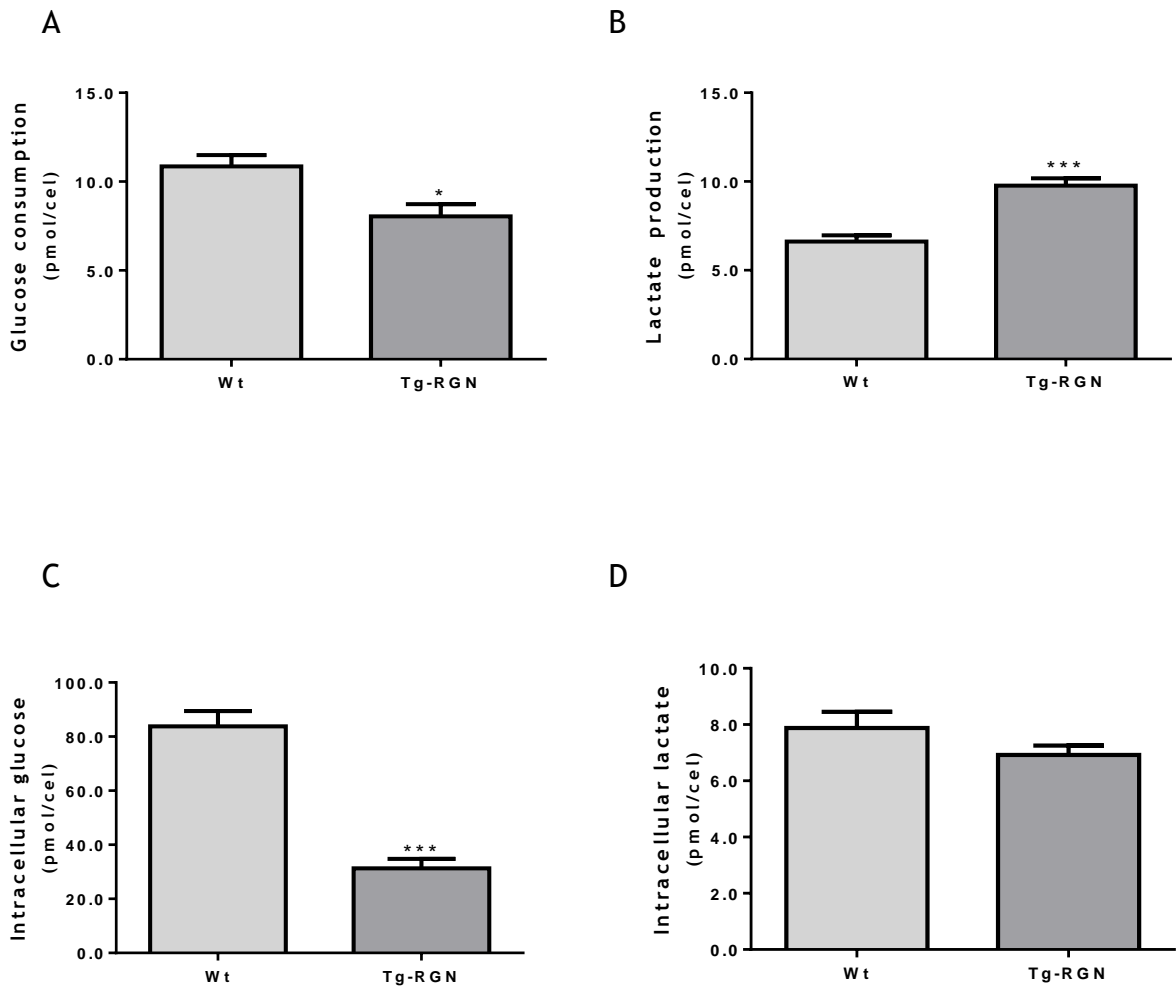 A
Glucose consumption
(pmol/cel)
15.0
10.0
5.0
0.0
*
Wt
Tg-RGN
B
Lactate production
(pmol/cel)
15.0
10.0
5.0
0.0
***
Wt
Tg-RGN
C
Intracellular glucose
(pmol/cel)
100.0
80.0
60.0
40.0
20.0
0.0
***
Wt
Tg-RGN
D
Intracellular lactate
(pmol/cel)
10.0
8.0
6.0
4.0
2.0
0.0
Wt
Tg-RGN